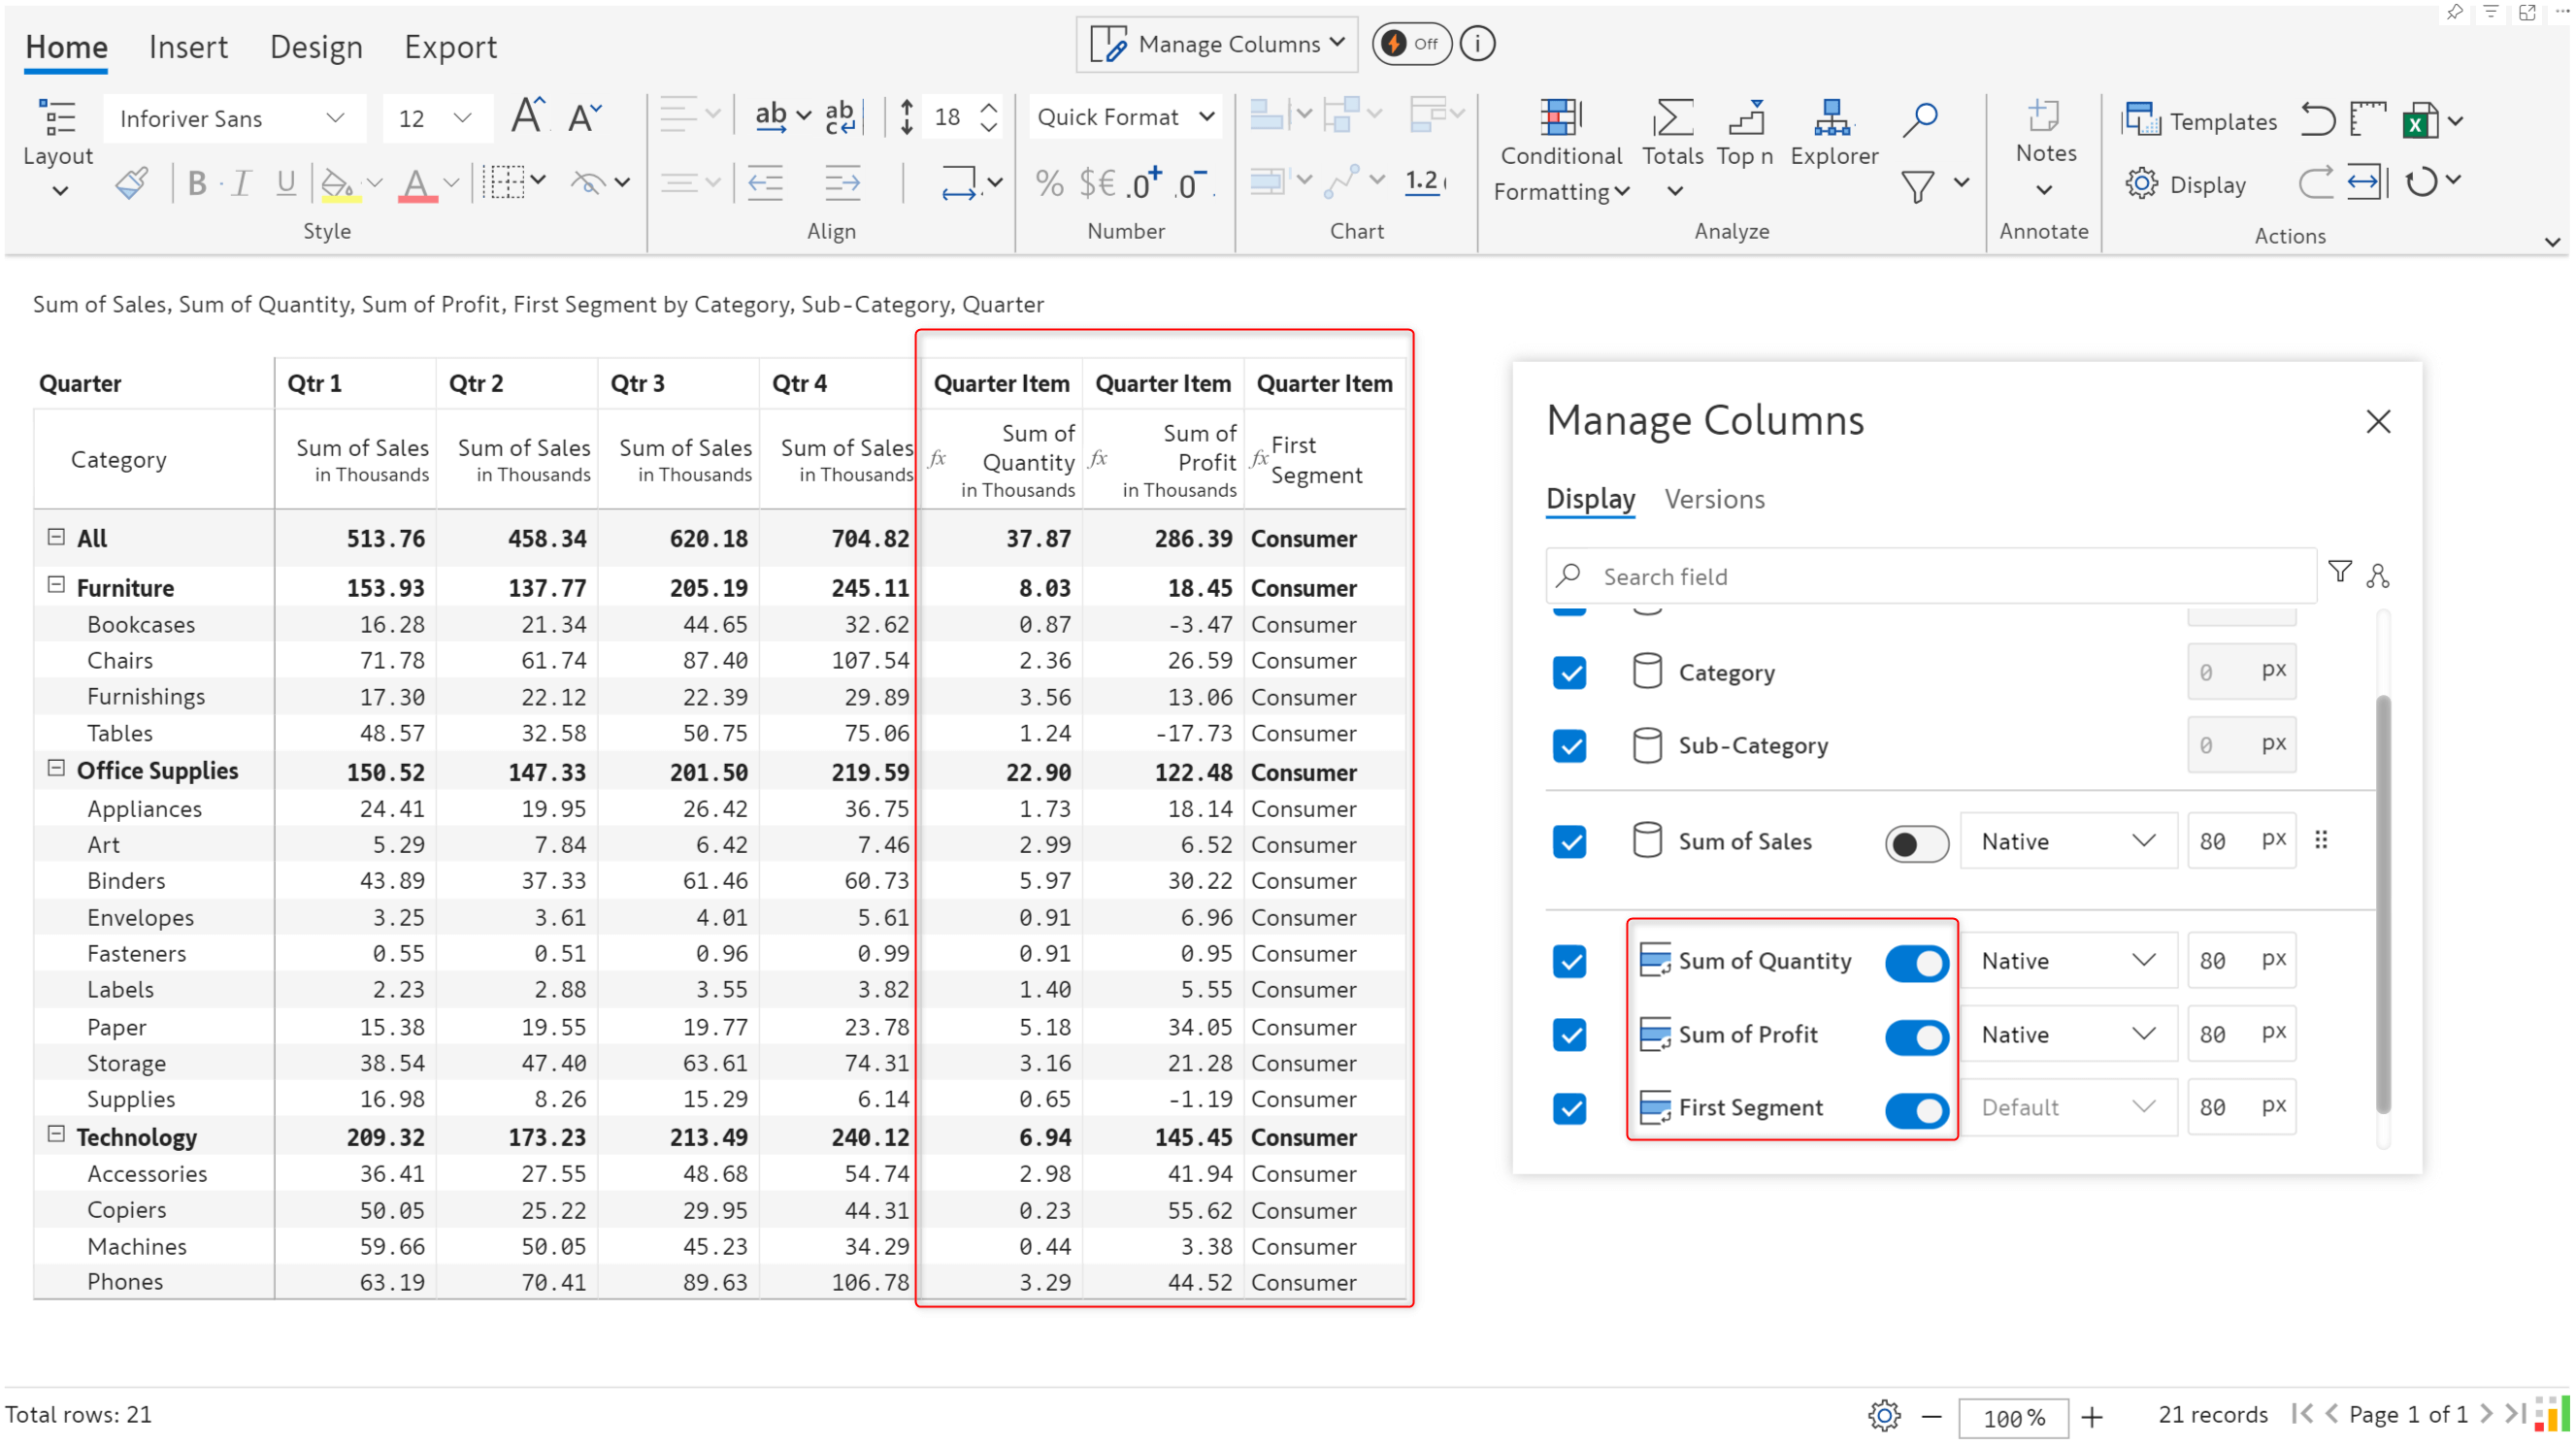 Home Insert Design Export Manage Columns Off i
Inforiver Sans 12 ab ab c 18 Quick Format
Layout B I U A % $€ .0+ .0- 1.2 Conditional Formatting Totals Top n Explorer Notes Templates Display
Style Align Number Chart Analyze Annotate Actions
Sum of Sales, Sum of Quantity, Sum of Profit, First Segment by Category, Sub-Category, Quarter
Quarter Qtr 1 Qtr 2 Qtr 3 Qtr 4 Quarter Item Quarter Item Quarter Item
Category Sum of Sales in Thousands Sum of Sales in Thousands Sum of Sales in Thousands Sum of Sales in Thousands fx Sum of Quantity in Thousands fx Sum of Profit in Thousands fx First Segment
All 513.76 458.34 620.18 704.82 37.87 286.39 Consumer
Furniture 153.93 137.77 205.19 245.11 8.03 18.45 Consumer
Bookcases 16.28 21.34 44.65 32.62 0.87 -3.47 Consumer
Chairs 71.78 61.74 87.40 107.54 2.36 26.59 Consumer
Furnishings 17.30 22.12 22.39 29.89 3.56 13.06 Consumer
Tables 48.57 32.58 50.75 75.06 1.24 -17.73 Consumer
Office Supplies 150.52 147.33 201.50 219.59 22.90 122.48 Consumer
Appliances 24.41 19.95 26.42 36.75 1.73 18.14 Consumer
Art 5.29 7.84 6.42 7.46 2.99 6.52 Consumer
Binders 43.89 37.33 61.46 60.73 5.97 30.22 Consumer
Envelopes 3.25 3.61 4.01 5.61 0.91 6.96 Consumer
Fasteners 0.55 0.51 0.96 0.99 0.91 0.95 Consumer
Labels 2.23 2.88 3.55 3.82 1.40 5.55 Consumer
Paper 15.38 19.55 19.77 23.78 5.18 34.05 Consumer
Storage 38.54 47.40 63.61 74.31 3.16 21.28 Consumer
Supplies 16.98 8.26 15.29 6.14 0.65 -1.19 Consumer
Technology 209.32 173.23 213.49 240.12 6.94 145.45 Consumer
Accessories 36.41 27.55 48.68 54.74 2.98 41.94 Consumer
Copiers 50.05 25.22 29.95 44.31 0.23 55.62 Consumer
Machines 59.66 50.05 45.23 34.29 0.44 3.38 Consumer
Phones 63.19 70.41 89.63 106.78 3.29 44.52 Consumer
Manage Columns
Display Versions
Search field
Category 0 px
Sub-Category 0 px
Sum of Sales Native 80 px
Sum of Quantity Native 80 px
Sum of Profit Native 80 px
First Segment Default 80 px
Total rows: 21 100% 21 records Page 1 of 1